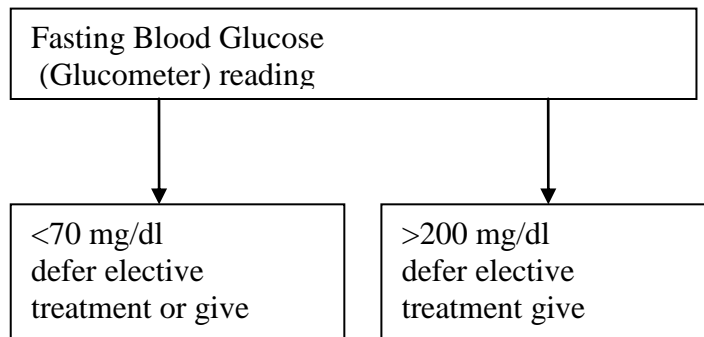 Fasting Blood Glucose
(Glucometer) reading
<70 mg/dl
defer elective
treatment or give
>200 mg/dl
defer elective
treatment give